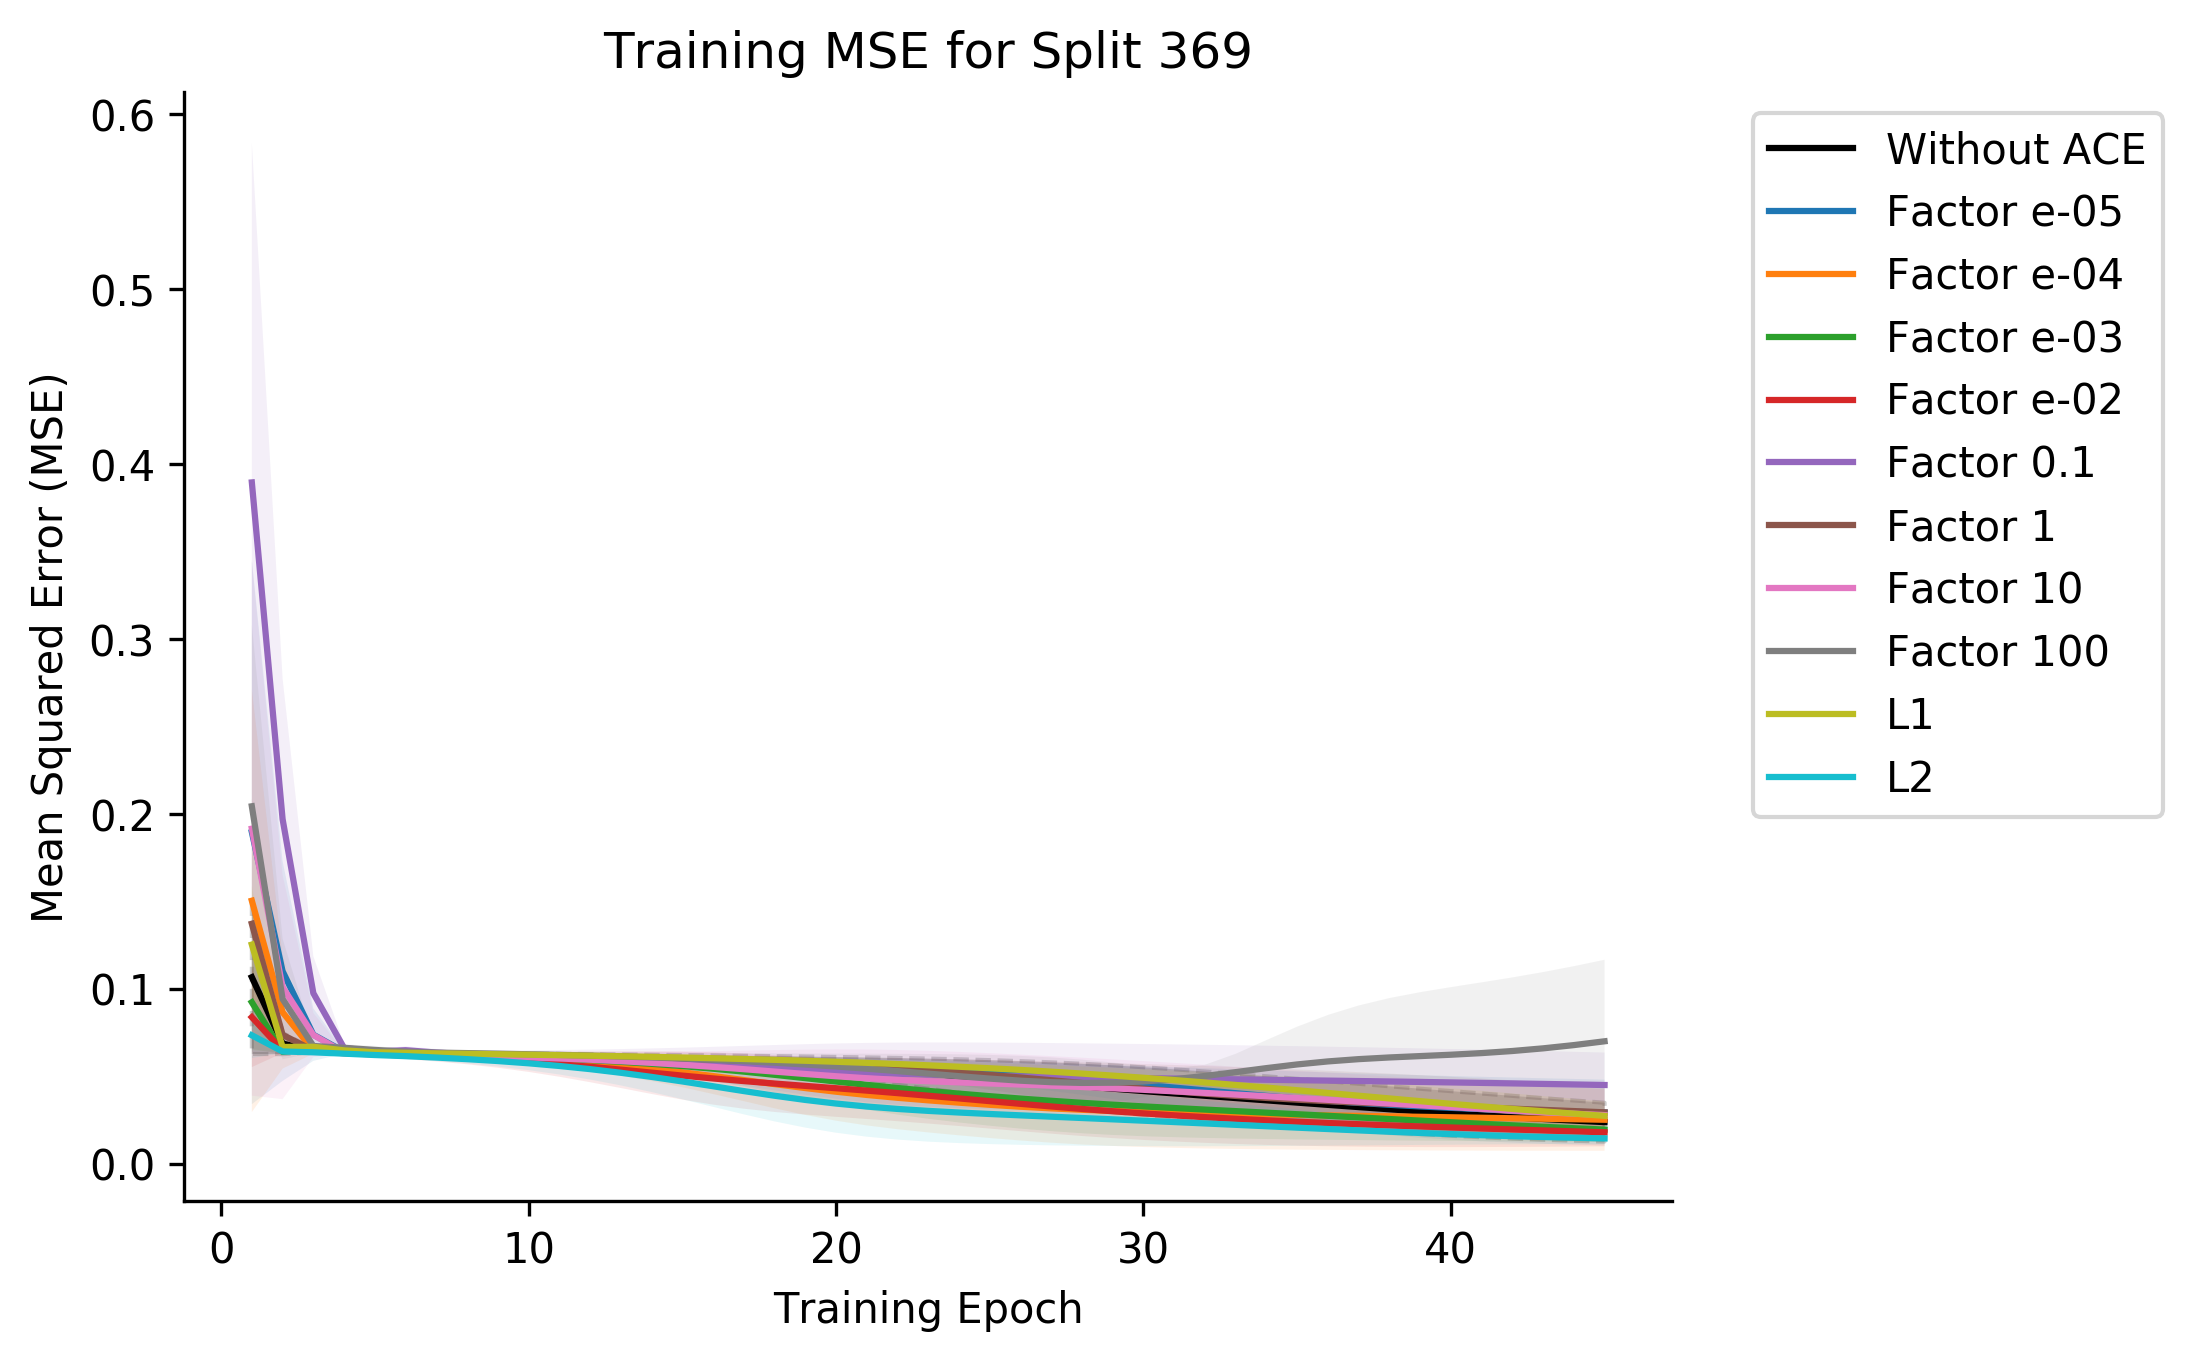 Training MSE for Split 369
Mean Squared Error (MSE)
0.6
0.5
0.4
0.3
0.2
0.1
0.0
0
10
20
30
40
Training Epoch
Without ACE
Factor e-05
Factor e-04
Factor e-03
Factor e-02
Factor 0.1
Factor 1
Factor 10
Factor 100
L1
L2